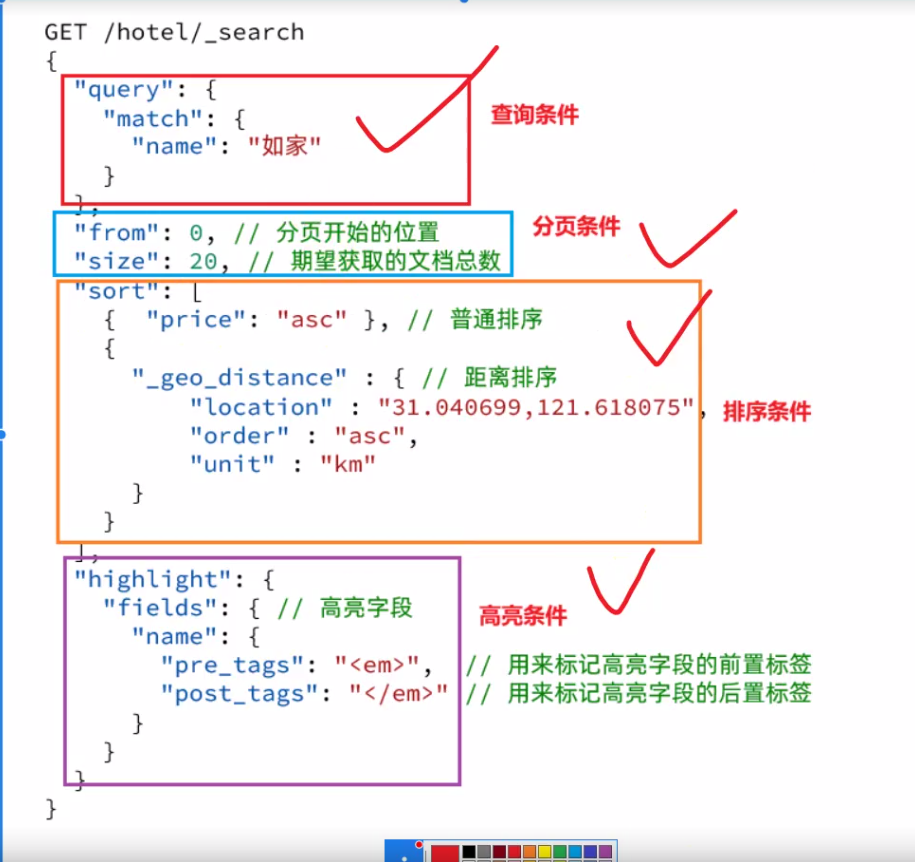 GET /hotel/_search
{
"query": {
"match": {
"name": "如家"
}
},
查询条件
"from": 0, // 分页开始的位置
"size": 20, // 期望获取的文档总数
分页条件
"sort": [
{ "price": "asc" }, // 普通排序
{
"_geo_distance" : { // 距离排序
"location" : "31.040699,121.618075",
"order" : "asc",
"unit" : "km"
}
}
],
排序条件
"highlight": {
"fields": { // 高亮字段
"name": {
"pre_tags": "<em>", // 用来标记高亮字段的前置标签
"post_tags": "</em>" // 用来标记高亮字段的后置标签
}
}
}
高亮条件
}